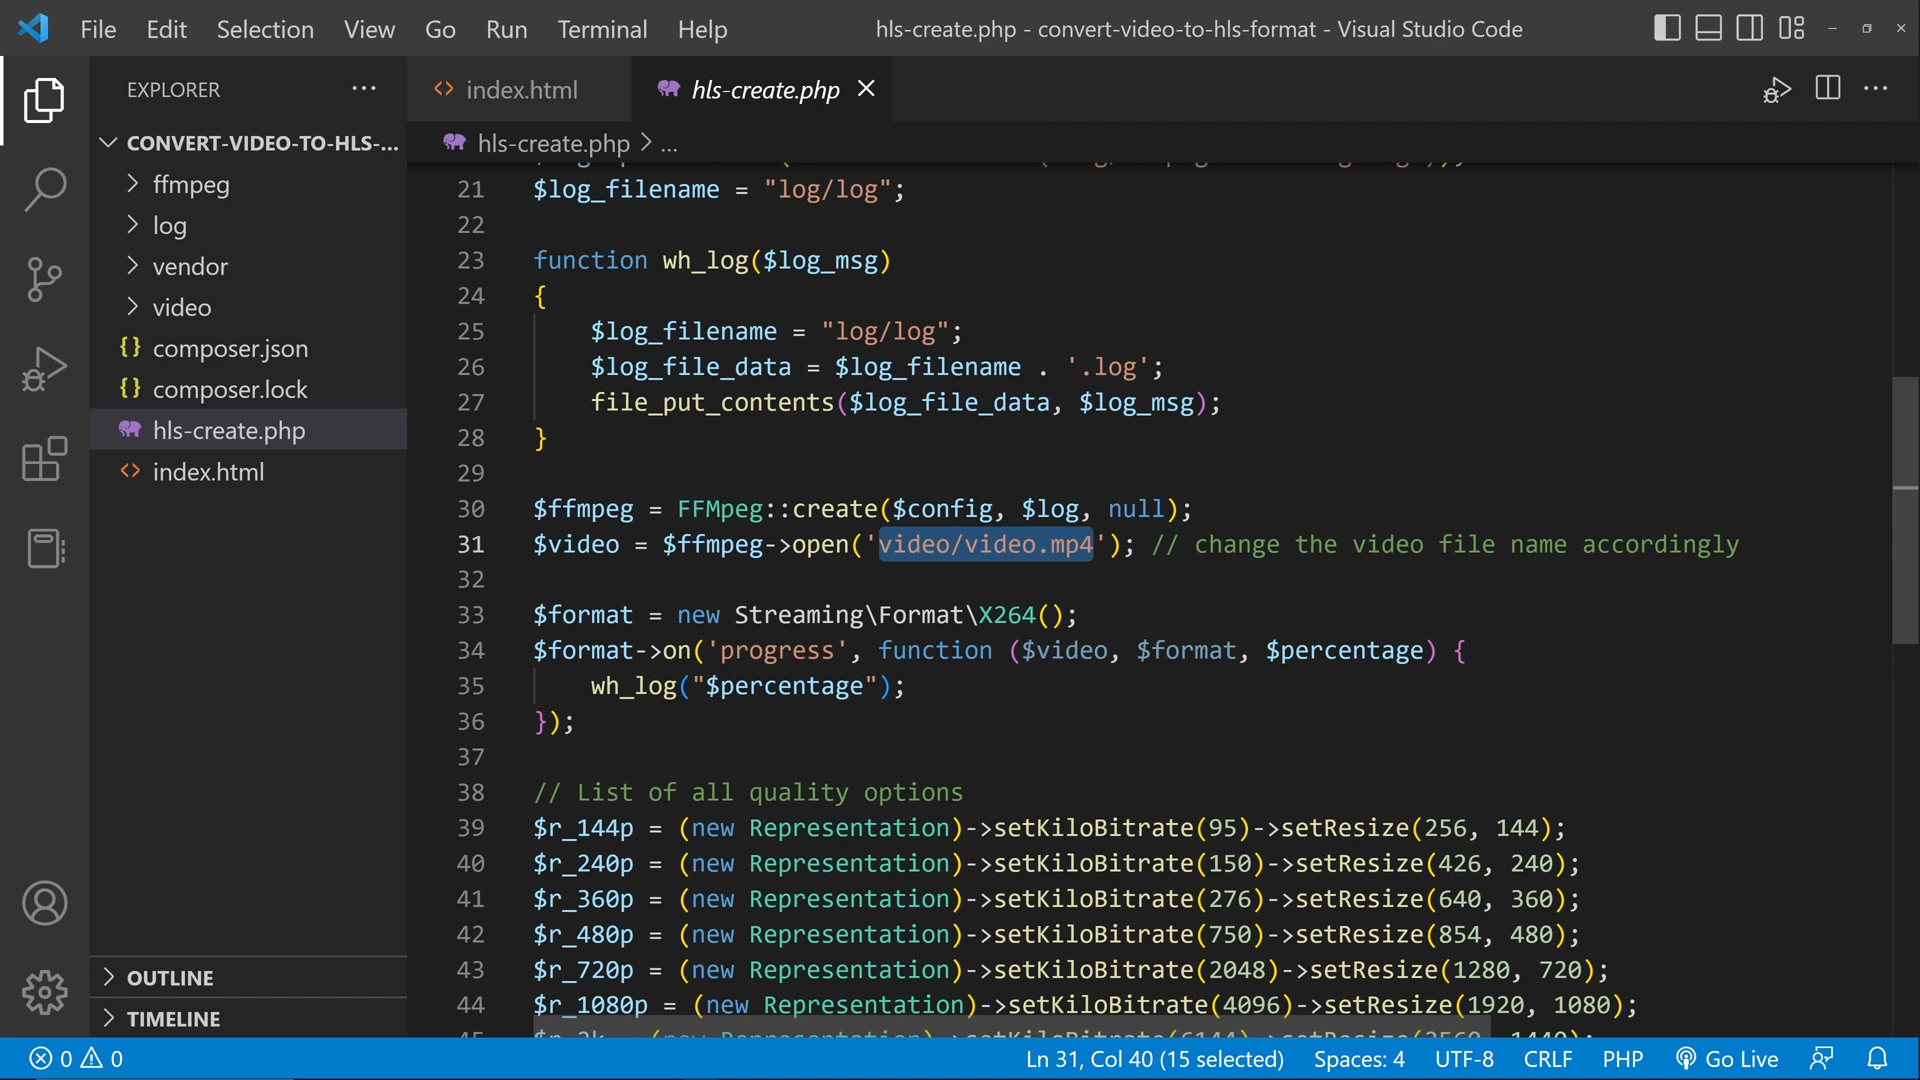 File Edit Selection View Go Run Terminal Help
hls-create.php - convert-video-to-hls-format - Visual Studio Code
EXPLORER
CONVERT-VIDEO-TO-HLS-...
ffmpeg
log
vendor
video
{} composer.json
{} composer.lock
hls-create.php
<> index.html
OUTLINE
TIMELINE
<> index.html
hls-create.php
hls-create.php > ...
21 $log_filename = "log/log";
22
23 function wh_log($log_msg)
24 {
25 $log_filename = "log/log";
26 $log_file_data = $log_filename . '.log';
27 file_put_contents($log_file_data, $log_msg);
28 }
29
30 $ffmpeg = FFMpeg::create($config, $log, null);
31 $video = $ffmpeg->open('video/video.mp4'); // change the video file name accordingly
32
33 $format = new Streaming\Format\X264();
34 $format->on('progress', function ($video, $format, $percentage) {
35 wh_log("$percentage");
36 });
37
38 // List of all quality options
39 $r_144p = (new Representation)->setKiloBitrate(95)->setResize(256, 144);
40 $r_240p = (new Representation)->setKiloBitrate(150)->setResize(426, 240);
41 $r_360p = (new Representation)->setKiloBitrate(276)->setResize(640, 360);
42 $r_480p = (new Representation)->setKiloBitrate(750)->setResize(854, 480);
43 $r_720p = (new Representation)->setKiloBitrate(2048)->setResize(1280, 720);
44 $r_1080p = (new Representation)->setKiloBitrate(4096)->setResize(1920, 1080);
0 0
Ln 31, Col 40 (15 selected) Spaces: 4 UTF-8 CRLF PHP Go Live